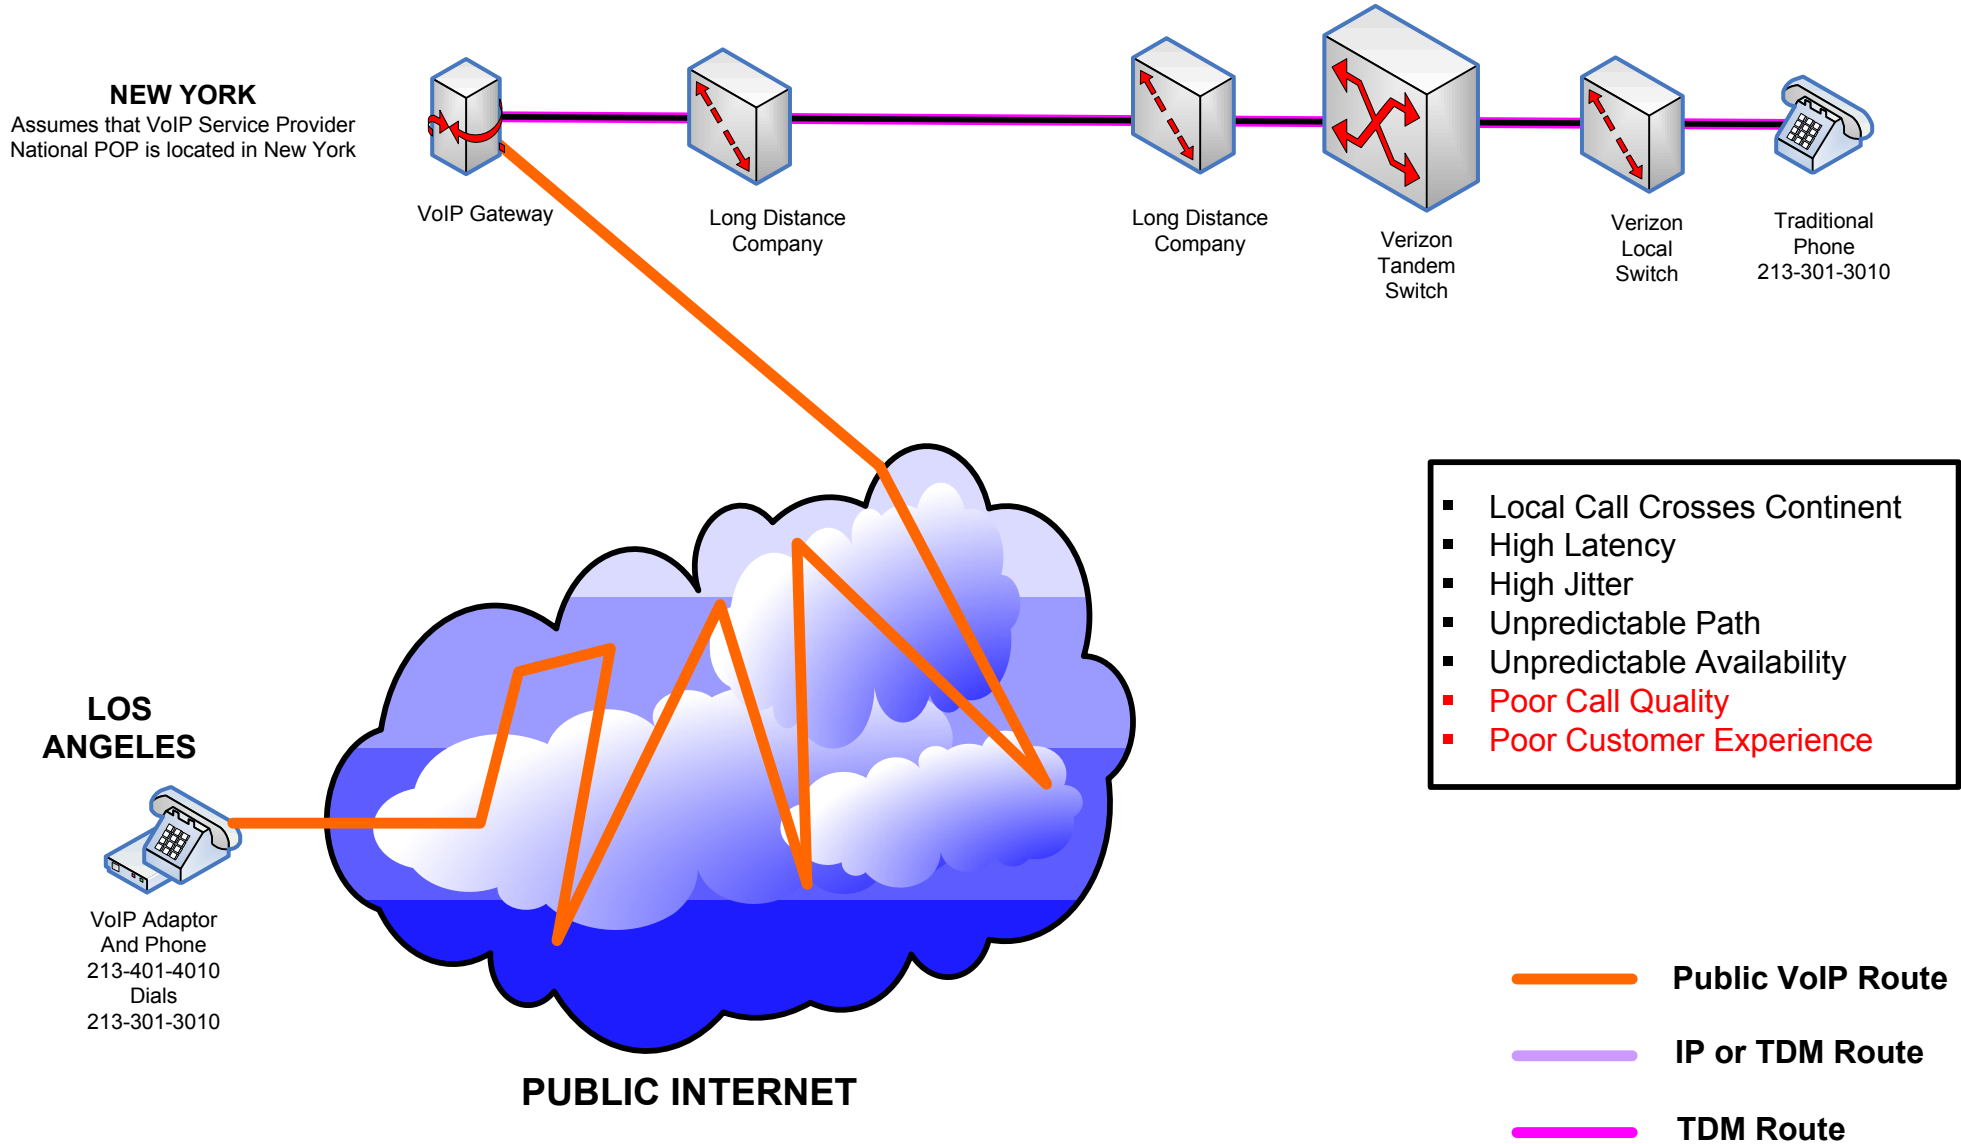 NEW YORK
Assumes that VoIP Service Provider
National POP is located in New York
VoIP Gateway
Long Distance
Company
Long Distance
Company
Verizon
Tandem
Switch
Verizon
Local
Switch
Traditional
Phone
213-301-3010
▪ Local Call Crosses Continent
▪ High Latency
▪ High Jitter
▪ Unpredictable Path
▪ Unpredictable Availability
▪ Poor Call Quality
▪ Poor Customer Experience
LOS
ANGELES
VoIP Adaptor
And Phone
213-401-4010
Dials
213-301-3010
PUBLIC INTERNET
Public VoIP Route
IP or TDM Route
TDM Route